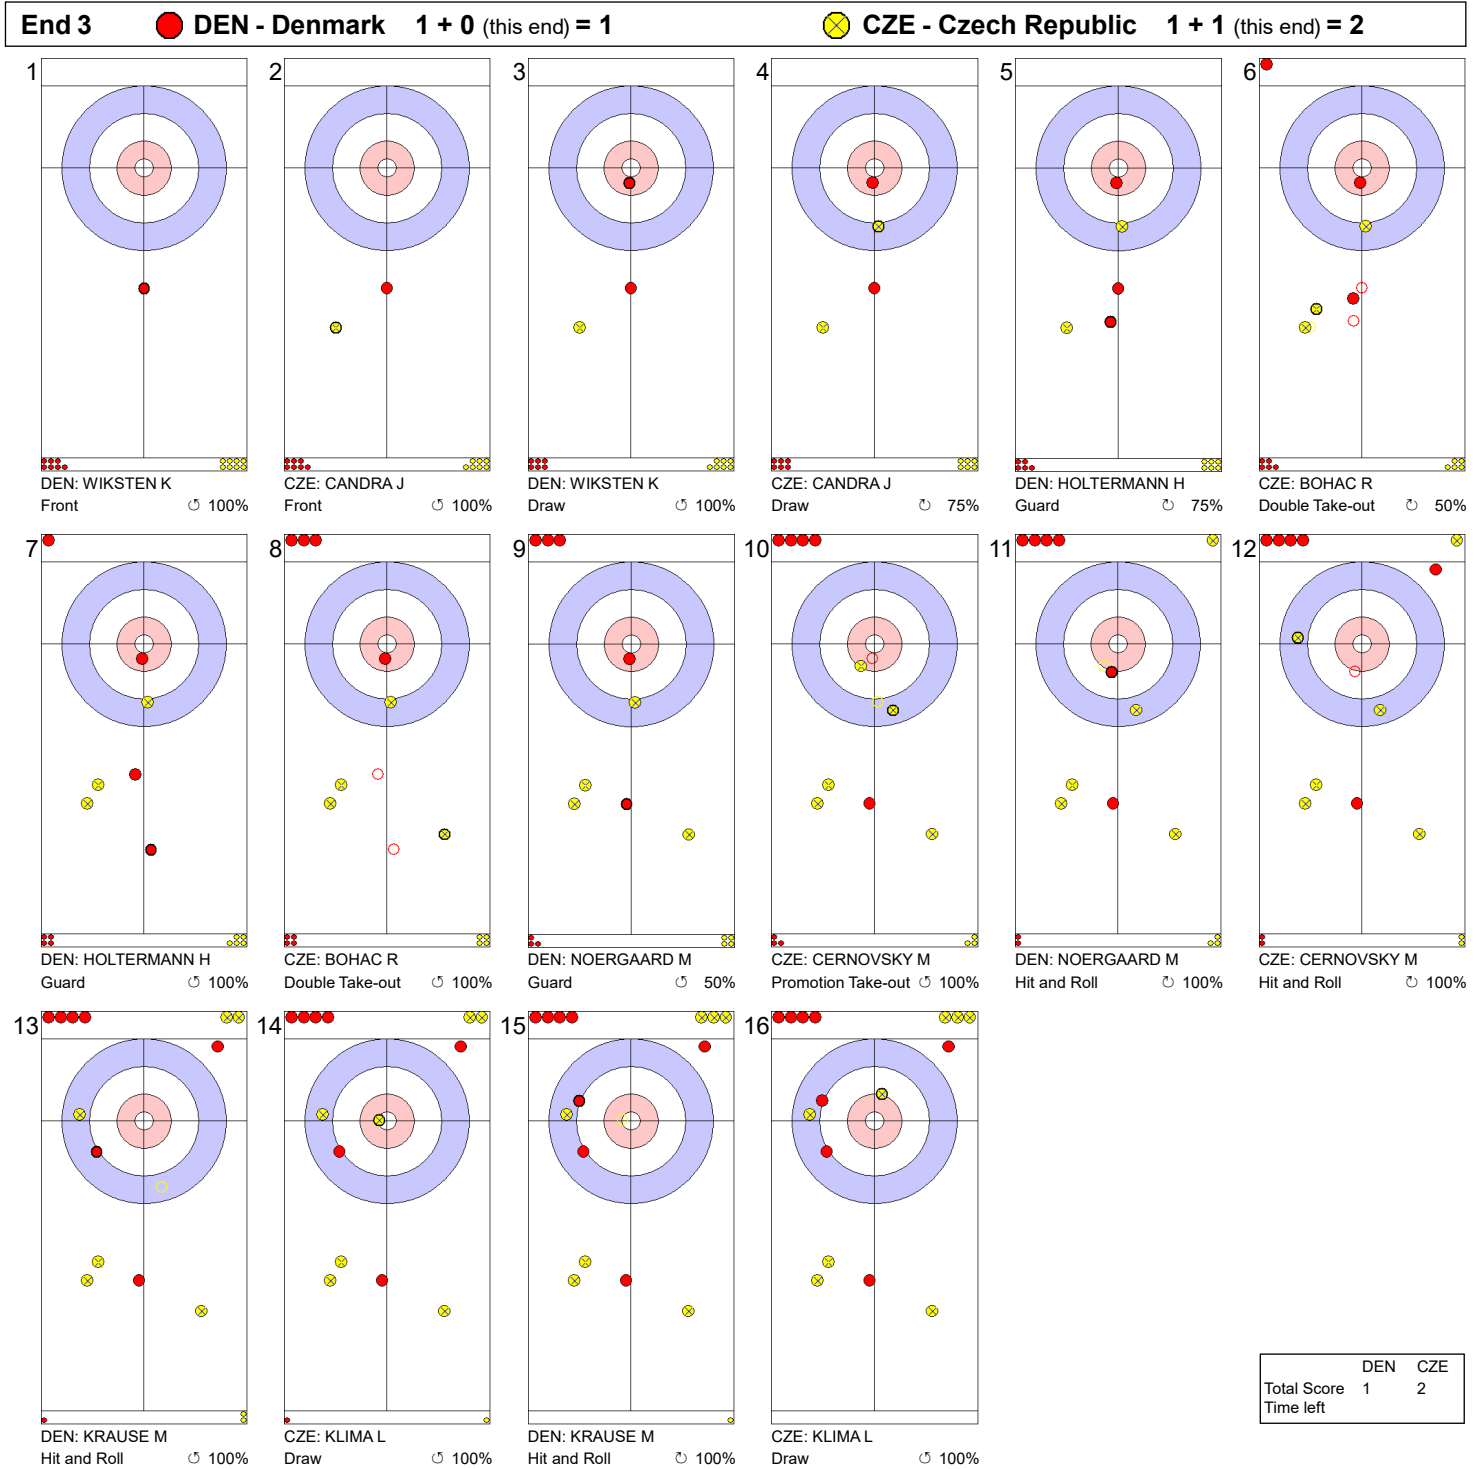 End 3 DEN - Denmark 1 + 0 (this end) = 1 CZE - Czech Republic 1 + 1 (this end) = 2
1 2 3 4 5 6
DEN: WIKSTEN K CZE: CANDRA J DEN: WIKSTEN K CZE: CANDRA J DEN: HOLTERMANN H CZE: BOHAC R
Front ↺ 100% Front ↺ 100% Draw ↺ 100% Draw ↻ 75% Guard ↻ 75% Double Take-out ↻ 50%
7 8 9 10 11 12
DEN: HOLTERMANN H CZE: BOHAC R DEN: NOERGAARD M CZE: CERNOVSKY M DEN: NOERGAARD M CZE: CERNOVSKY M
Guard ↺ 100% Double Take-out ↺ 100% Guard ↺ 50% Promotion Take-out ↺ 100% Hit and Roll ↻ 100% Hit and Roll ↻ 100%
13 14 15 16
DEN: KRAUSE M CZE: KLIMA L DEN: KRAUSE M CZE: KLIMA L
Hit and Roll ↺ 100% Draw ↺ 100% Hit and Roll ↻ 100% Draw ↺ 100%
DEN CZE
Total Score 1 2
Time left